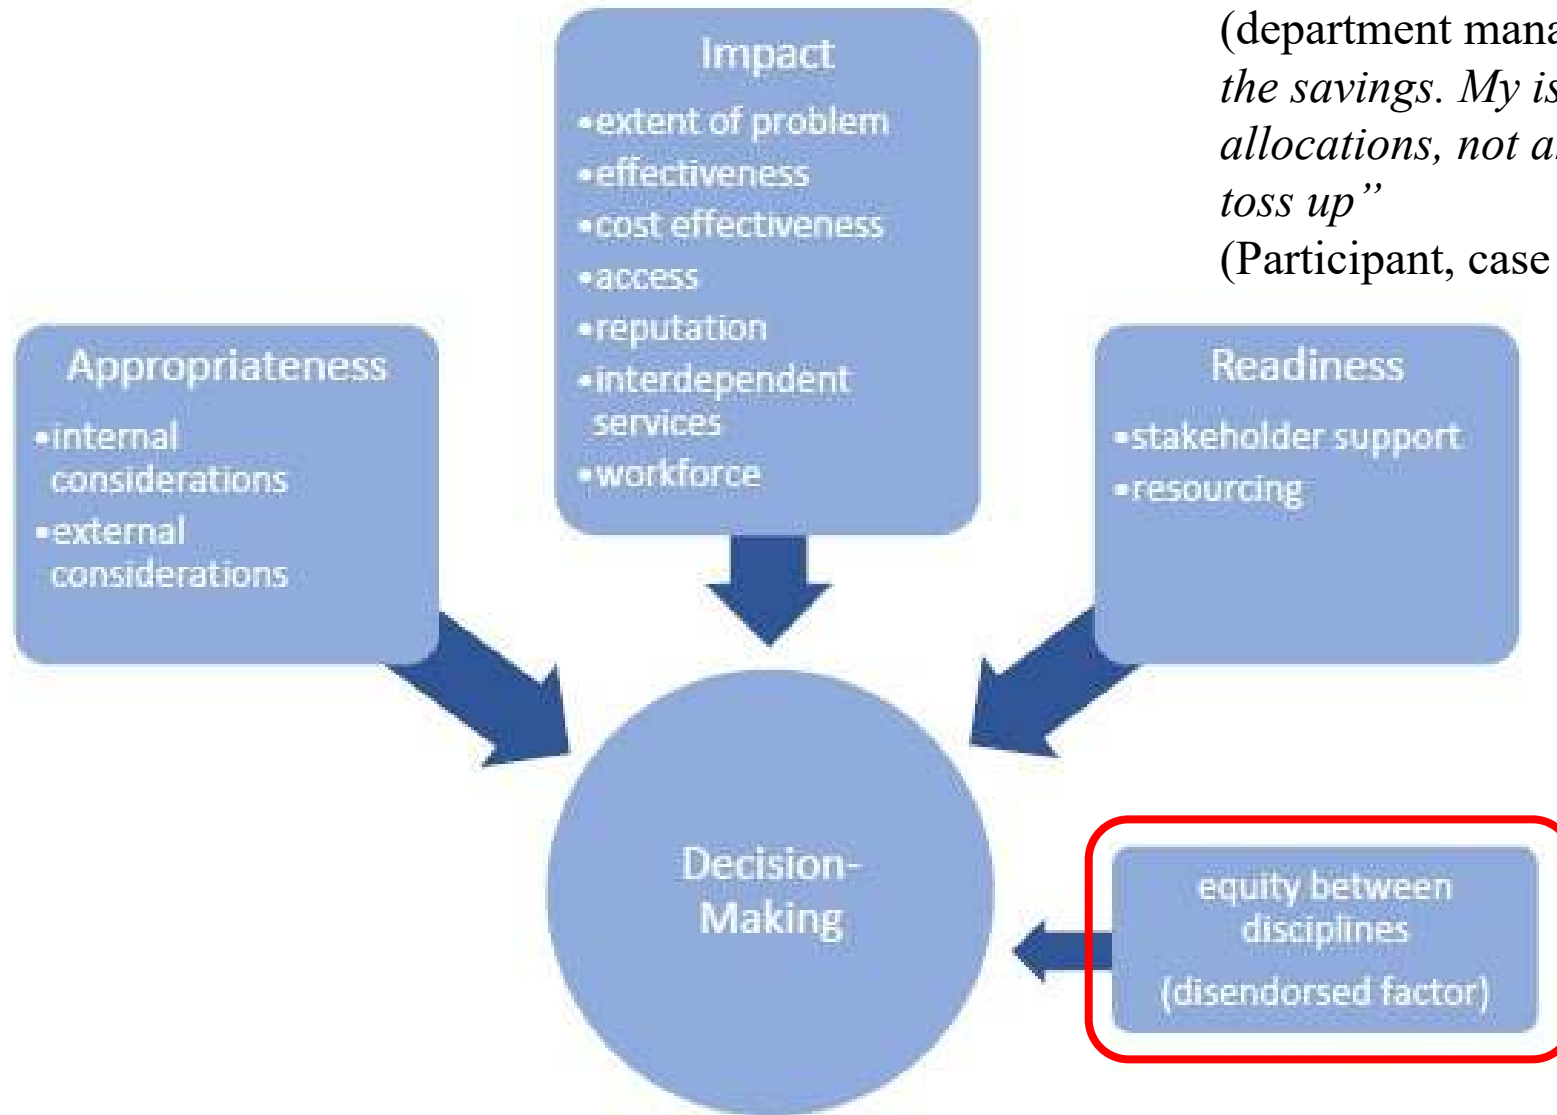 (department mana
the savings. My is
allocations, not a
toss up”
(Participant, case
Impact
•extent of problem
•effectiveness
•cost effectiveness
•access
•reputation
•interdependent
services
•workforce
Appropriateness
•internal
considerations
•external
considerations
Readiness
•stakeholder support
•resourcing
Decision-
Making
equity between
disciplines
(disendorsed factor)